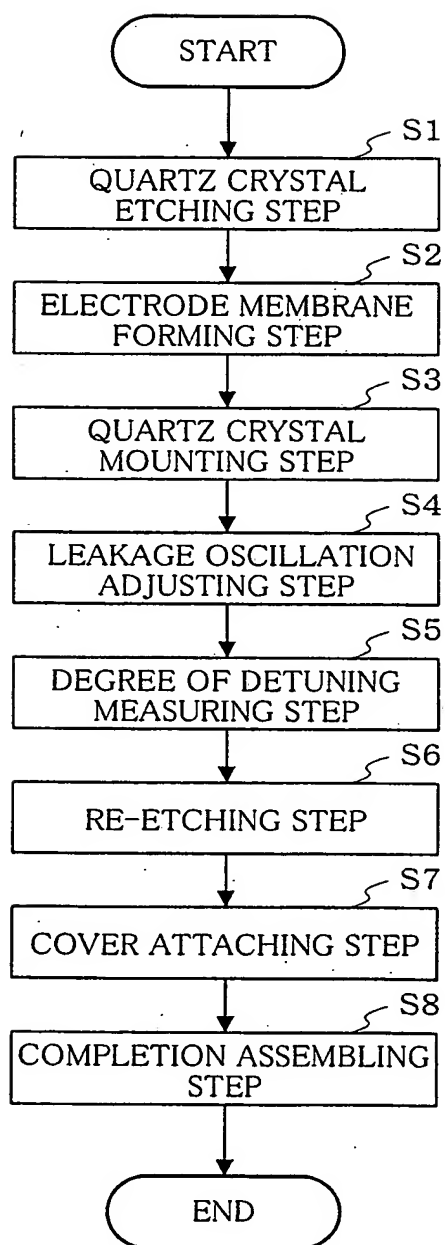 START
S1
QUARTZ CRYSTAL
ETCHING STEP
S2
ELECTRODE MEMBRANE
FORMING STEP
S3
QUARTZ CRYSTAL
MOUNTING STEP
S4
LEAKAGE OSCILLATION
ADJUSTING STEP
S5
DEGREE OF DETUNING
MEASURING STEP
S6
RE-ETCHING STEP
S7
COVER ATTACHING STEP
S8
COMPLETION ASSEMBLING
STEP
END